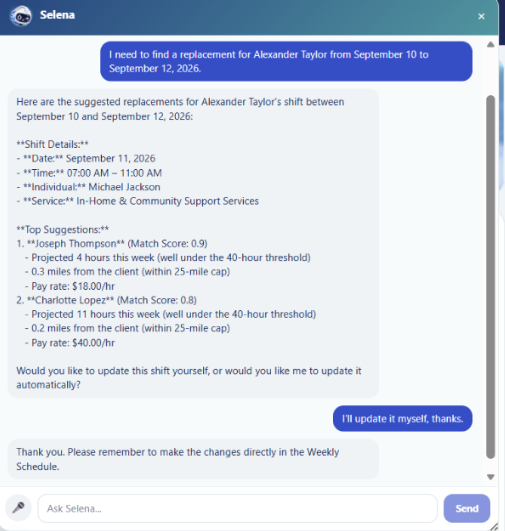 Selena
×
I need to find a replacement for Alexander Taylor from September 10 to
September 12, 2026.
Here are the suggested replacements for Alexander Taylor's shift between
September 10 and September 12, 2026:
**Shift Details:**
- **Date:** September 11, 2026
- **Time:** 07:00 AM – 11:00 AM
- **Individual:** Michael Jackson
- **Service:** In-Home & Community Support Services
**Top Suggestions:**
1. **Joseph Thompson** (Match Score: 0.9)
- Projected 4 hours this week (well under the 40-hour threshold)
- 0.3 miles from the client (within 25-mile cap)
- Pay rate: $18.00/hr
2. **Charlotte Lopez** (Match Score: 0.8)
- Projected 11 hours this week (well under the 40-hour threshold)
- 0.2 miles from the client (within 25-mile cap)
- Pay rate: $40.00/hr
Would you like to update this shift yourself, or would you like me to update it
automatically?
I'll update it myself, thanks.
Thank you. Please remember to make the changes directly in the Weekly
Schedule.
Ask Selena...
Send